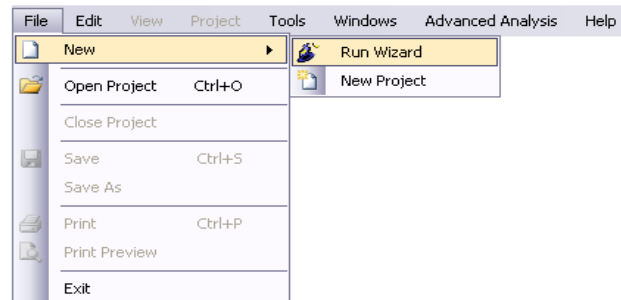 File Edit View Project Tools Windows Advanced Analysis Help
New
Run Wizard
New Project
Open Project Ctrl+O
Close Project
Save Ctrl+S
Save As
Print Ctrl+P
Print Preview
Exit